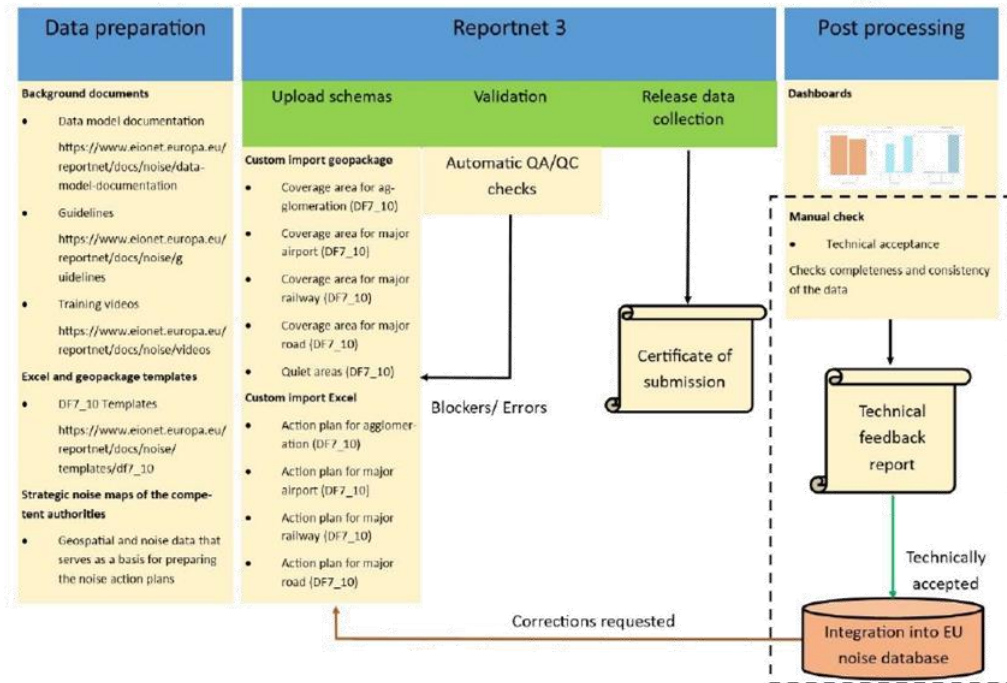 Data preparation
Background documents
• Data model documentation
https://www.eionet.europa.eu/
reportnet/docs/noise/data-
model-documentation
• Guidelines
https://www.eionet.europa.eu/
reportnet/docs/noise/g
uidelines
• Training videos
https://www.eionet.europa.eu/
reportnet/docs/noise/videos
Excel and geopackage templates
• DF7_10 Templates
https://www.eionet.europa.eu/
reportnet/docs/noise/
templates/df7_10
Strategic noise maps of the compe-
tent authorities
• Geospatial and noise data that
serves as a basis for preparing
the noise action plans
Reportnet 3
Upload schemas
Custom import geopackage
• Coverage area for ag-
glomeration (DF7_10)
• Coverage area for major
airport (DF7_10)
• Coverage area for major
railway (DF7_10)
• Coverage area for major
road (DF7_10)
• Quiet areas (DF7_10)
Custom import Excel
• Action plan for agglomer-
ation (DF7_10)
• Action plan for major
airport (DF7_10)
• Action plan for major
railway (DF7_10)
• Action plan for major
road (DF7_10)
Validation
Automatic QA/QC
checks
Blockers/ Errors
Release data
collection
Certificate of
submission
Post processing
Dashboards
Manual check
• Technical acceptance
Checks completeness and consistency
of the data
Technical
feedback
report
Technically
accepted
Integration into EU
noise database
Corrections requested